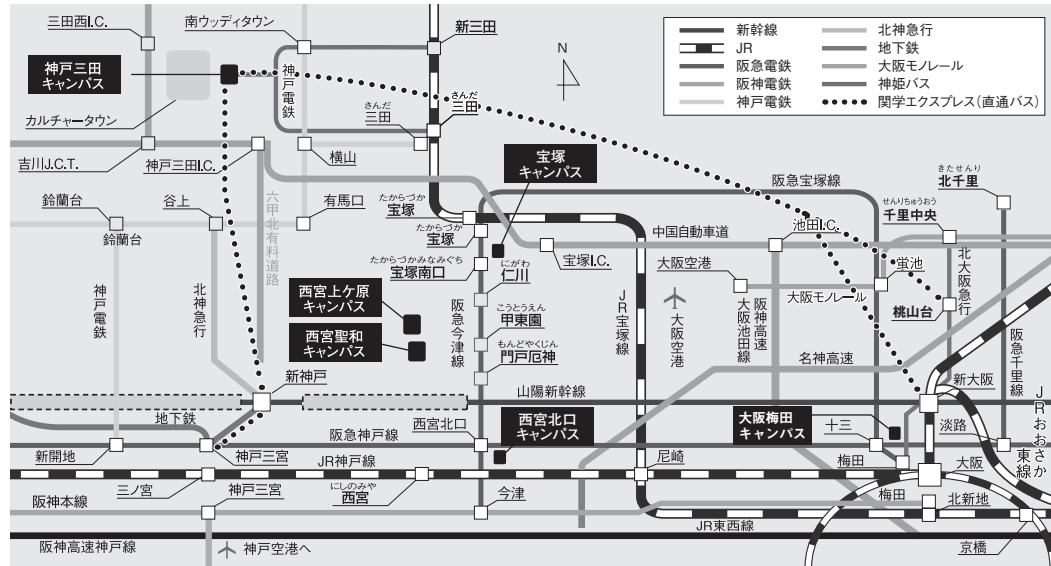 三田西I.C.
南ウッディタウン
新三田
神戸三田
キャンパス
神戸電鉄
カルチャータウン
さんだ
三田
さんだ
三田
N
新幹線
JR
阪急電鉄
阪神電鉄
神戸電鉄
北神急行
地下鉄
大阪モノレール
神姫バス
関学エクスプレス(直通バス)
吉川J.C.T.
神戸三田I.C.
横山
宝塚
キャンパス
阪急宝塚線
きたせんり
北千里
鈴蘭台
鈴蘭台
谷上
六甲北有料道路
有馬口
たからづか
宝塚
たからづか
宝塚
たからづかみなみぐち
宝塚南口
にがわ
仁川
宝塚I.C.
中国自動車道
池田I.C.
せんりちゅうおう
千里中央
大阪空港
蛍池
大阪モノレール
北大阪急行
桃山台
神戸電鉄
北神急行
西宮上ケ原
キャンパス
西宮聖和
キャンパス
阪急今津線
こうとうえん
甲東園
もんどやくじん
門戸厄神
JR宝塚線
大阪空港
阪神高速
大阪池田線
名神高速
阪急千里線
新神戸
山陽新幹線
新大阪
JRおおさか
東線
地下鉄
阪急神戸線
西宮北口
西宮北口
キャンパス
大阪梅田
キャンパス
十三
淡路
新開地
神戸三宮
JR神戸線
尼崎
梅田
大阪
三ノ宮
神戸三宮
にしのみや
西宮
今津
梅田
北新地
阪神本線
JR東西線
京橋
阪神高速神戸線
神戸空港へ